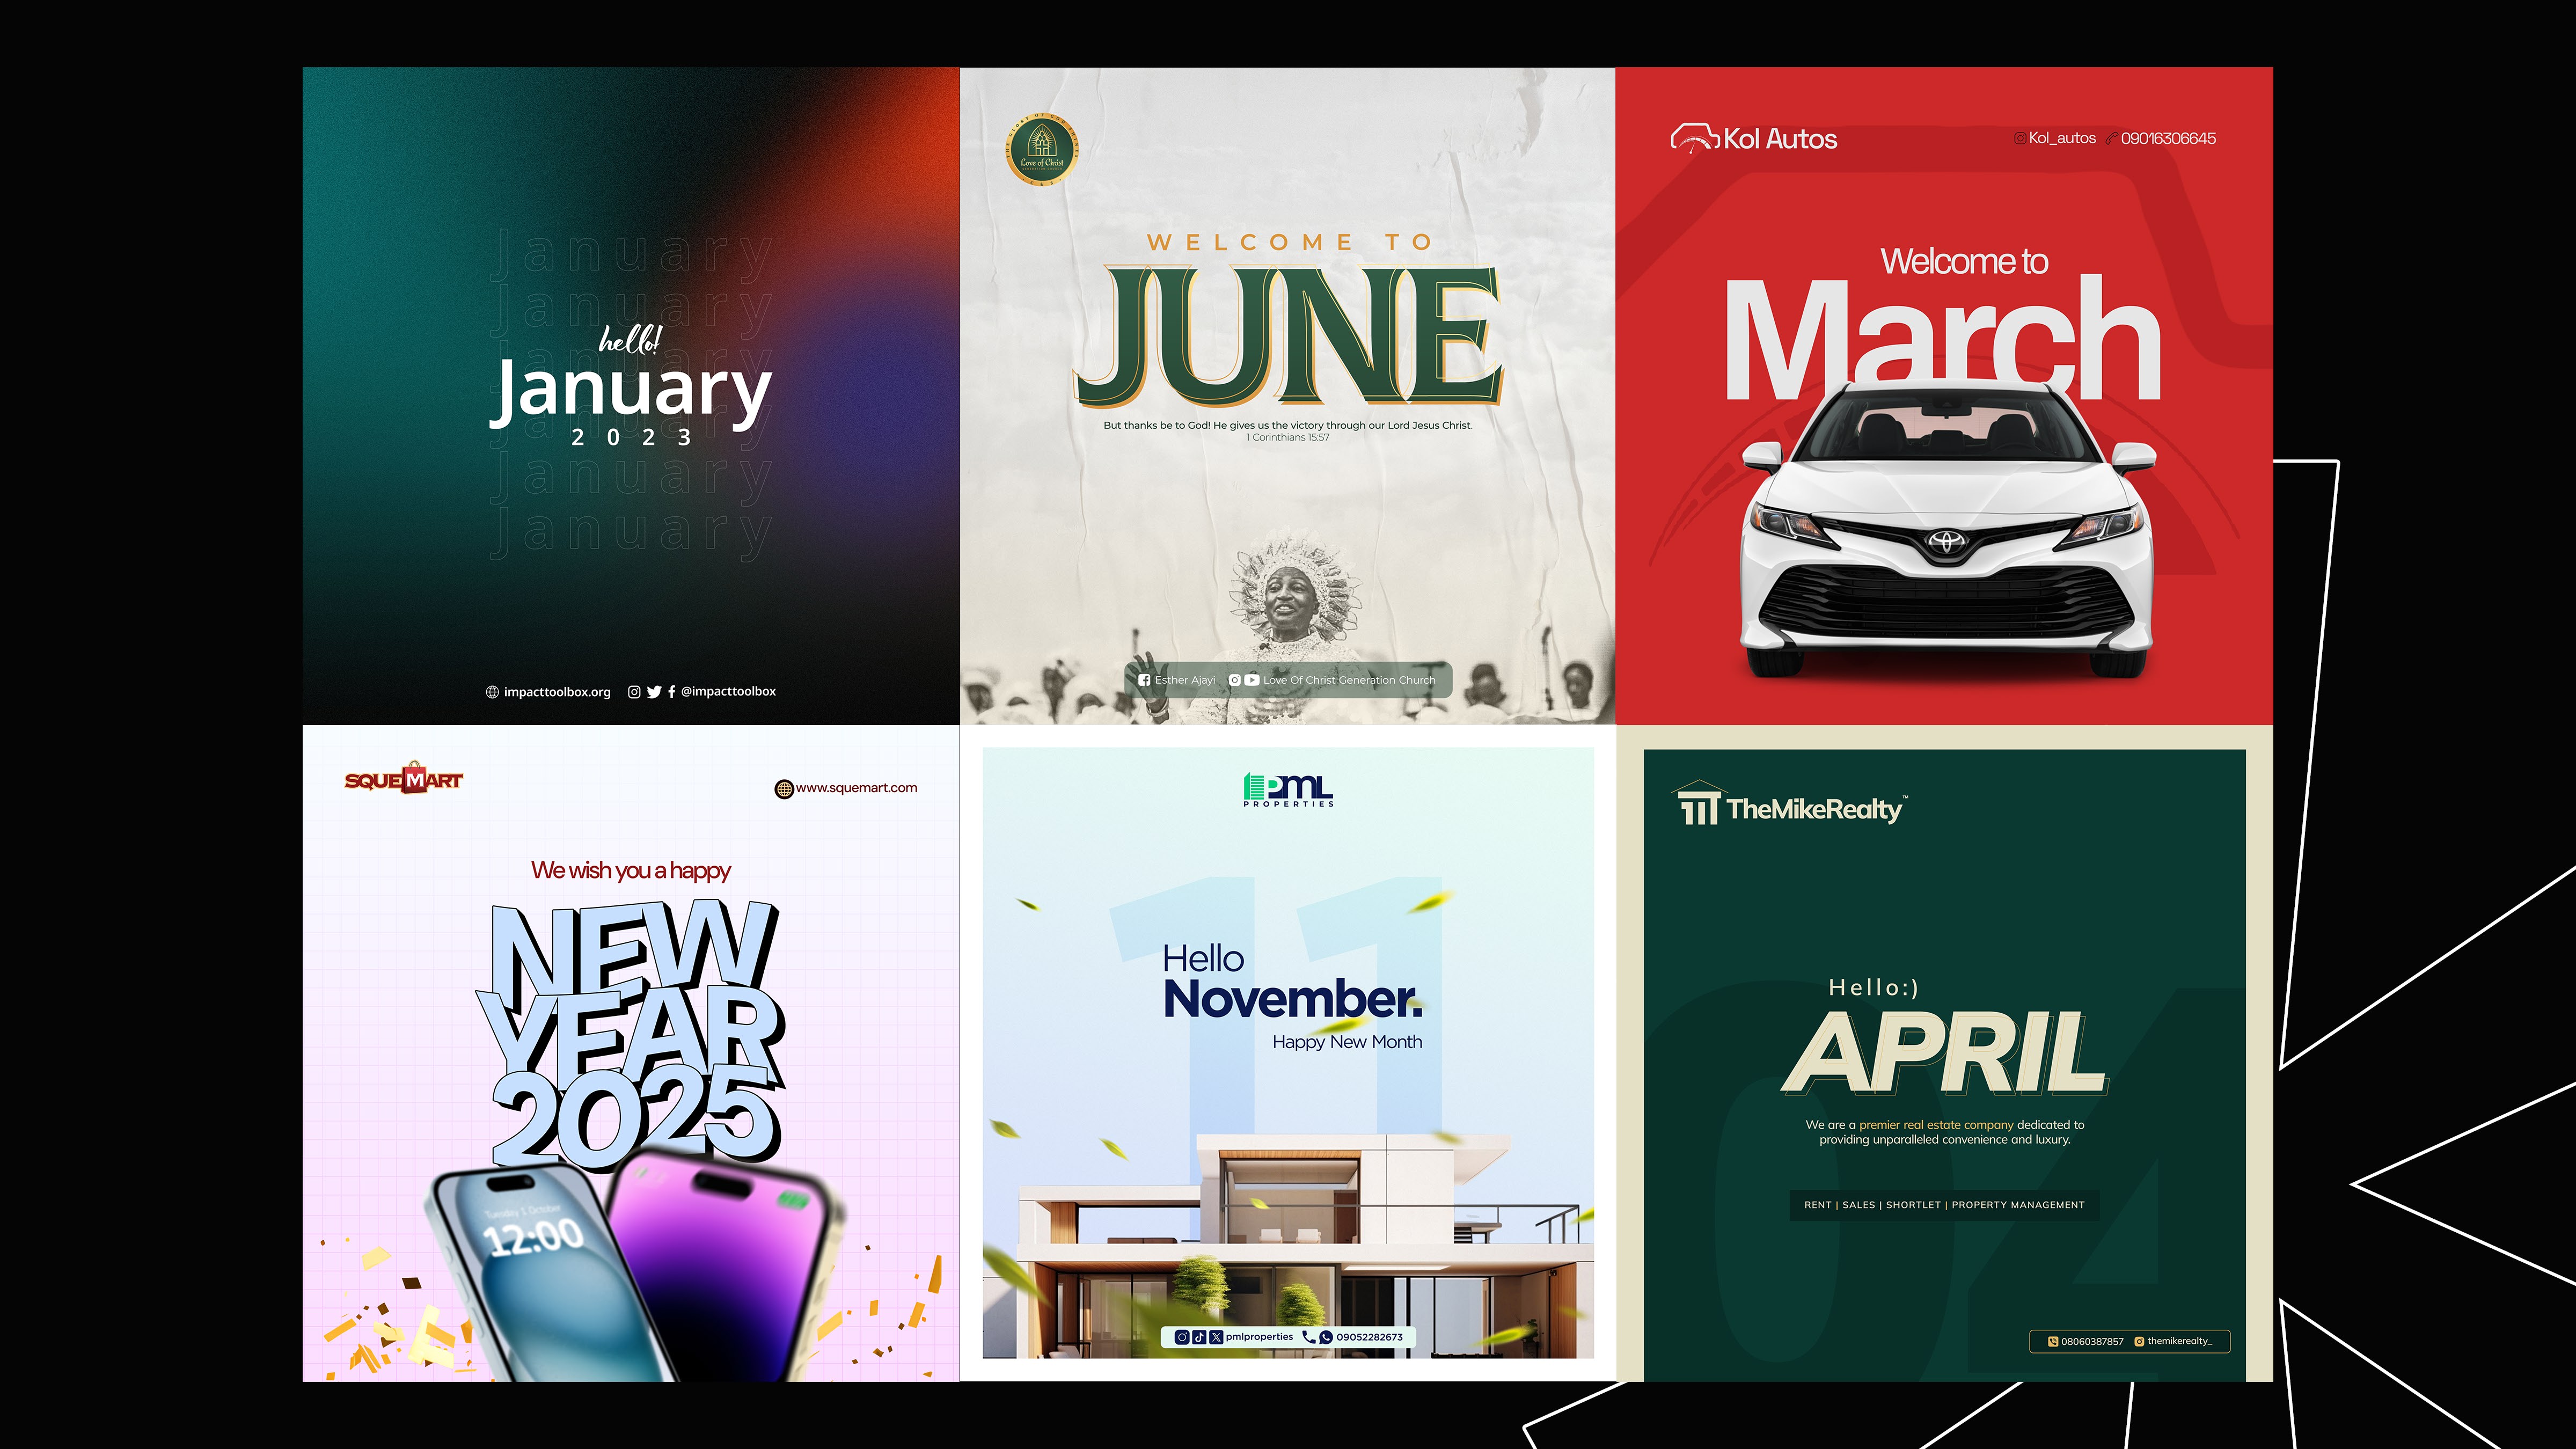 January
January
January
hello!
January
2 0 2 3
January
January
January
impacttoolbox.org @impacttoolbox
Love of Christ
WELCOME TO
JUNE
But thanks be to God! He gives us the victory through our Lord Jesus Christ.
1 Corinthians 15:57
Esther Ajayi Love Of Christ Generation Church
Kol Autos
Kol_autos 09016306645
Welcome to
March
SQUEMART
www.squemart.com
We wish you a happy
NEW
YEAR
2025
Tuesday 1 October
12:00
PML
PROPERTIES
11
Hello
November.
Happy New Month
pmlproperties 09052282673
TheMikeRealty™
04
Hello:)
APRIL
We are a premier real estate company dedicated to
providing unparalleled convenience and luxury.
RENT | SALES | SHORTLET | PROPERTY MANAGEMENT
08060387857 themikerealty_